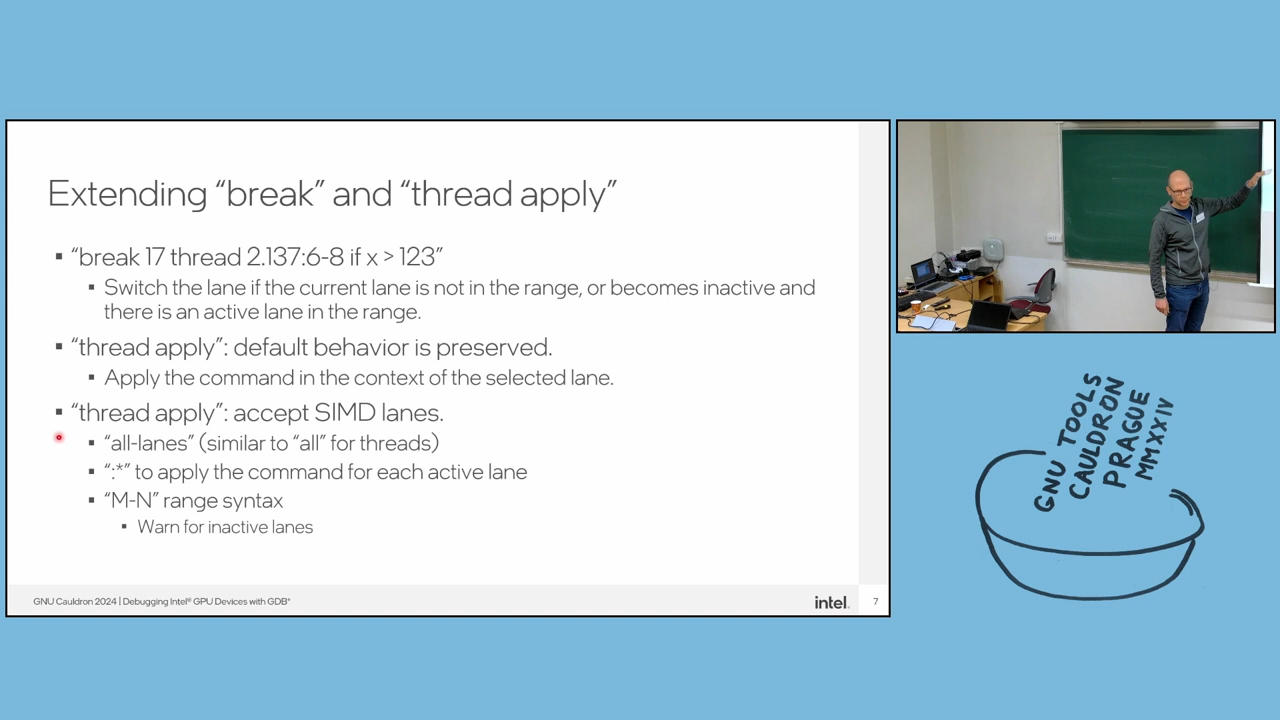 Extending “break” and “thread apply”
▪ “break 17 thread 2.137:6-8 if x > 123”
▪ Switch the lane if the current lane is not in the range, or becomes inactive and
there is an active lane in the range.
▪ “thread apply”: default behavior is preserved.
▪ Apply the command in the context of the selected lane.
▪ “thread apply”: accept SIMD lanes.
▪ “all-lanes” (similar to “all” for threads)
▪ “:*” to apply the command for each active lane
▪ “M-N” range syntax
▪ Warn for inactive lanes
GNU Cauldron 2024 | Debugging Intel® GPU Devices with GDB*
intel.
7
GNU TOOLS
CAULDRON
PRAGUE
MMXXIV